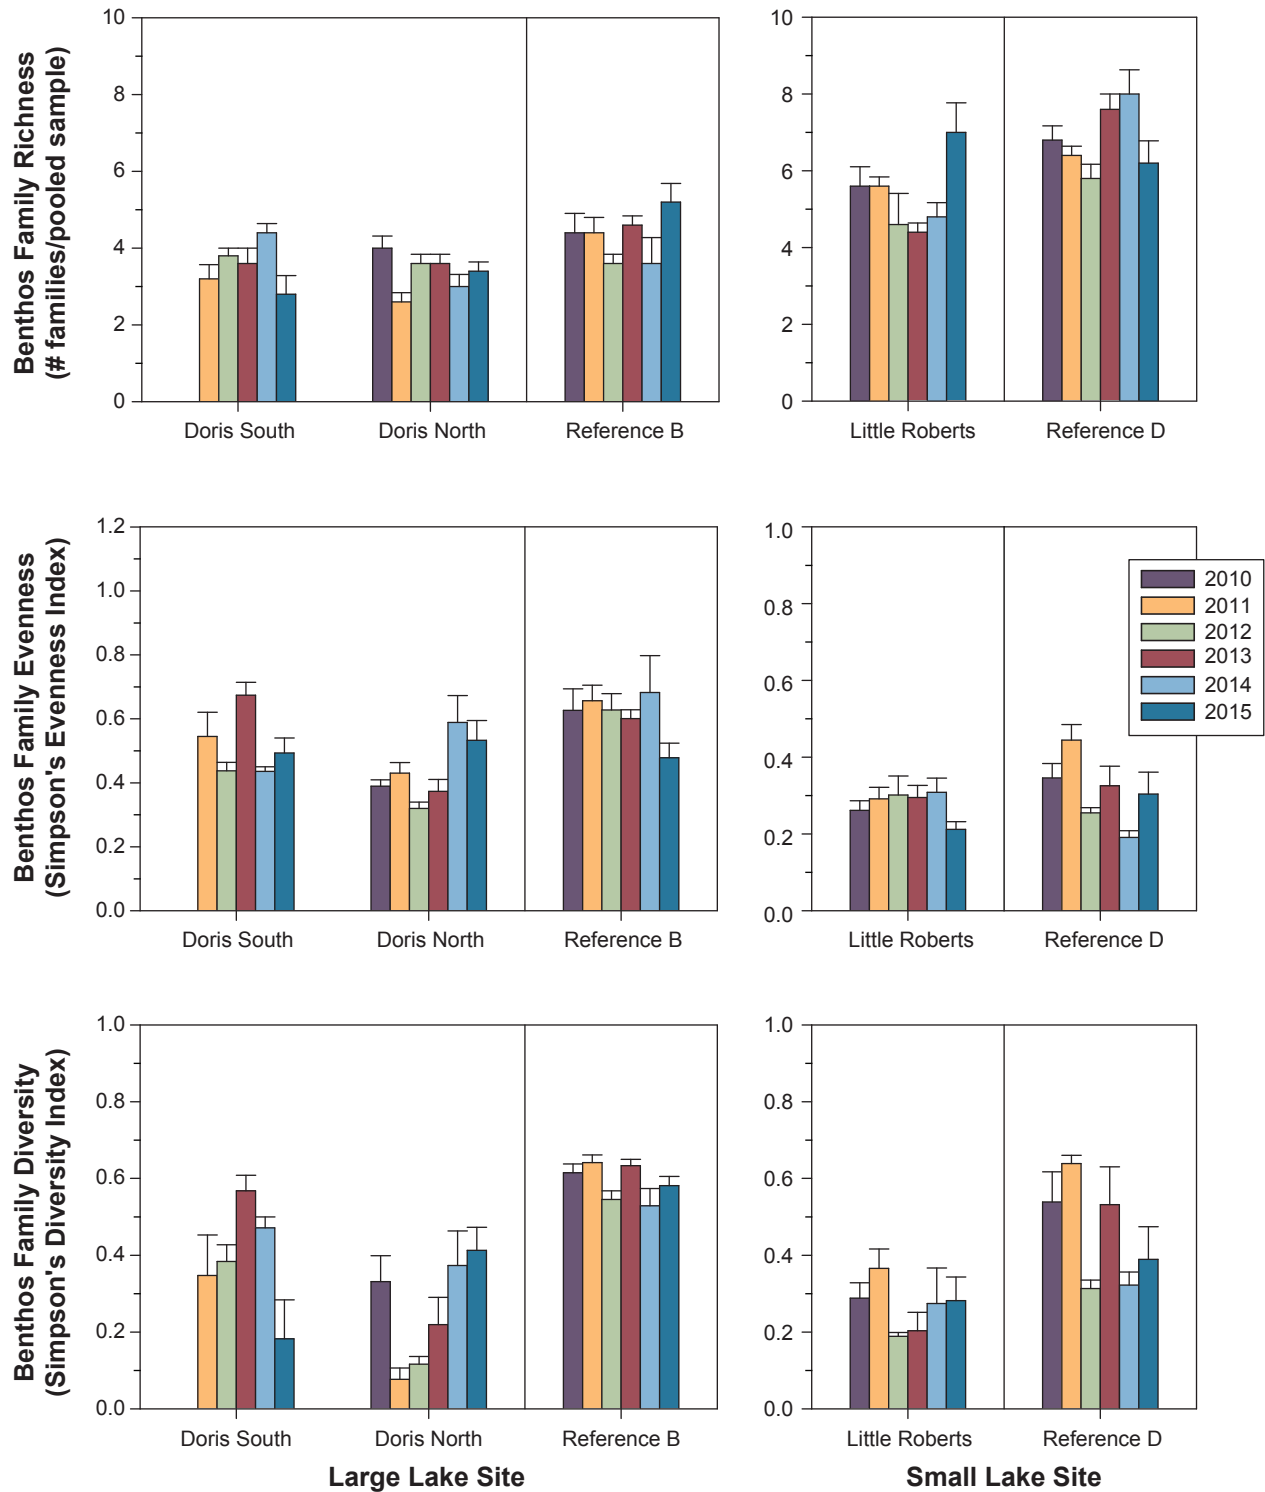 Benthos Family Richness
(# families/pooled sample)
10
8
6
4
2
0
Doris South
Doris North
Reference B
10
8
6
4
2
0
Little Roberts
Reference D
Benthos Family Evenness
(Simpson's Evenness Index)
1.2
1.0
0.8
0.6
0.4
0.2
0.0
Doris South
Doris North
Reference B
1.0
0.8
0.6
0.4
0.2
0.0
Little Roberts
Reference D
2010
2011
2012
2013
2014
2015
Benthos Family Diversity
(Simpson's Diversity Index)
1.0
0.8
0.6
0.4
0.2
0.0
Doris South
Doris North
Reference B
Large Lake Site
1.0
0.8
0.6
0.4
0.2
0.0
Little Roberts
Reference D
Small Lake Site